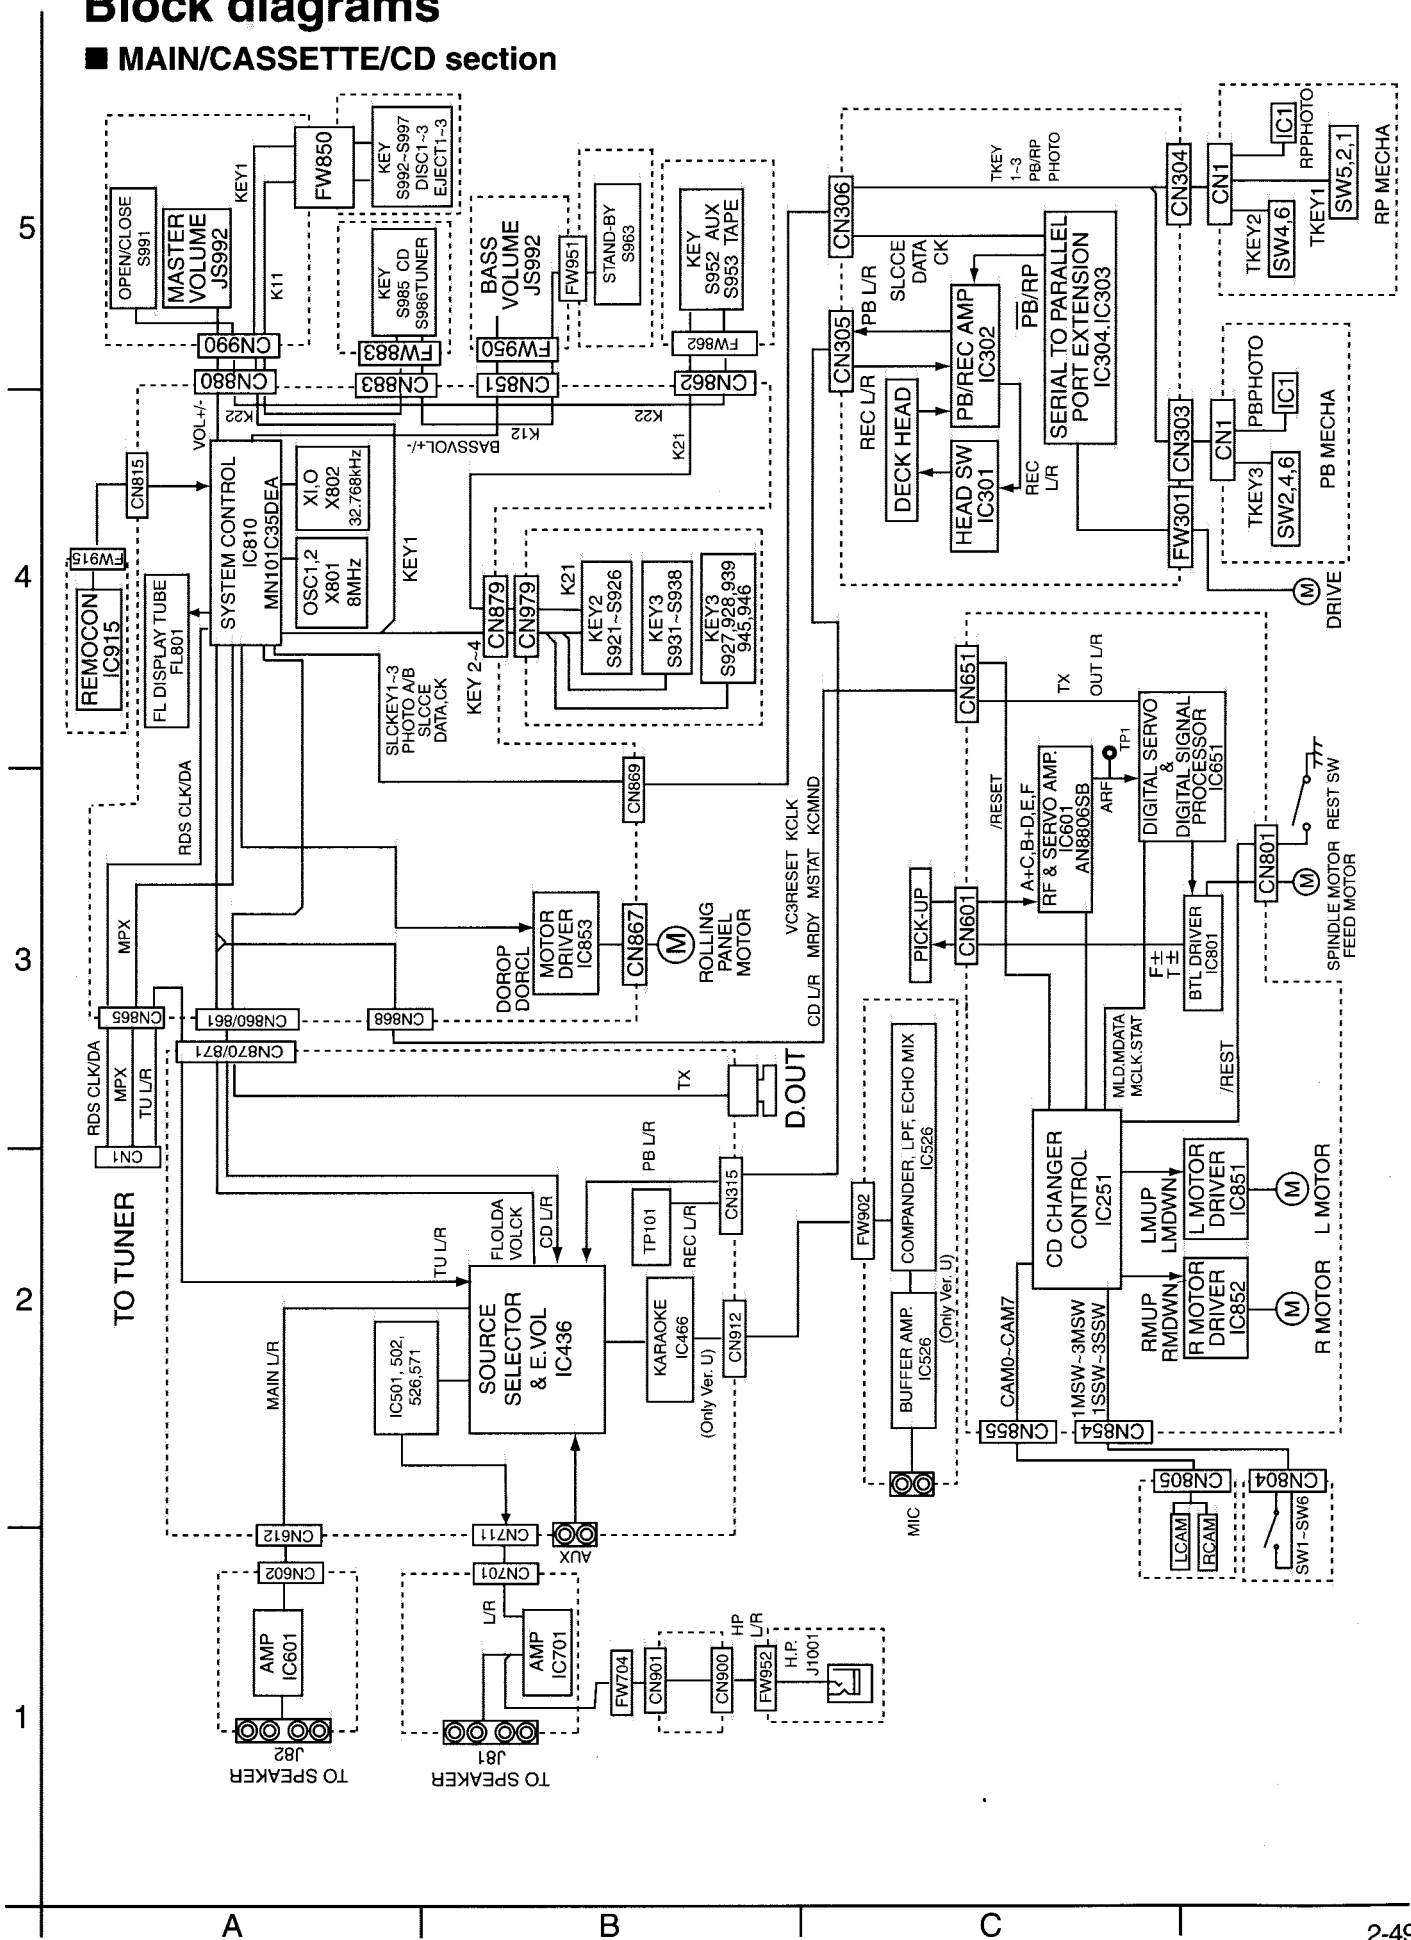 Block diagrams
■ MAIN/CASSETTE/CD section
5
4
3
2
1
A
B
C
2-49
OPEN/CLOSE
S991
MASTER
VOLUME
JS992
KEY1
K11
FW850
KEY
S992~S997
DISC1~3
EJECT1~3
CN990
CN880
KEY
S985 CD
S986TUNER
FW883
CN883
BASS
VOLUME
JS992
FW950
CN851
FW951
STAND-BY
S963
KEY
S952 AUX
S953 TAPE
FW862
CN862
VOL+/-
K22
BASSVOL+/-
K12
K22
K21
CN815
FW915
REMOCON
IC915
FL DISPLAY TUBE
FL801
SYSTEM CONTROL
IC810
MN101C35DEA
XI,O
X802
32.768kHz
OSC1,2
X801
8MHz
KEY1
KEY 2~4
CN879
CN979
K21
KEY2
S921~S926
KEY3
S931~S938
KEY3
S927,928,939
945,946
SLCKEY1~3
PHOTO A/B
SLCCE
DATA,CK
CN869
RDS CLK/DA
MPX
DOROP
DORCL
MOTOR
DRIVER
IC853
CN867
M
ROLLING
PANEL
MOTOR
CN865
CN860/861
CN868
CN870/871
RDS CLK/DA
MPX
TU L/R
CN1
TO TUNER
TX
D.OUT
CD L/R MRDY MSTAT KCMND
VC3RESET KCLK
PB L/R
CN315
TP101
REC L/R
FLOLDA
VOLCK
CD L/R
TU L/R
MAIN L/R
IC501, 502,
526,571
SOURCE
SELECTOR
& E.VOL
IC436
KARAOKE
IC466
(Only Ver. U)
CN912
CN612
CN602
AMP
IC601
J82
TO SPEAKER
CN711
CN701
AUX
L/R
AMP
IC701
J81
TO SPEAKER
FW704
CN901
CN900
HP
L/R
FW952
H.P.
J1001
FW902
COMPANDER, LPF, ECHO MIX
IC526
BUFFER AMP.
IC526
(Only Ver. U)
MIC
CN306
CN305
PB L/R
SLCCE
DATA
CK
REC L/R
PB/REC AMP
IC302
PB/RP
SERIAL TO PARALLEL
PORT EXTENSION
IC304.IC303
DECK HEAD
HEAD SW
IC301
REC
L/R
TKEY
1~3
PB/RP
PHOTO
CN304
CN1
IC1
RPPHOTO
TKEY2
SW4,6
TKEY1
SW5,2,1
RP MECHA
CN303
FW301
CN1
PBPHOTO
IC1
TKEY3
SW2,4,6
PB MECHA
M
DRIVE
CN651
TX
OUT L/R
/RESET
A+C,B+D,E,F
RF & SERVO AMP.
IC601
AN8806SB
ARF
TP1
DIGITAL SERVO
&
DIGITAL SIGNAL
PROCESSOR
IC651
PICK-UP
CN601
F±
T±
BTL DRIVER
IC801
CN801
M
SPINDLE MOTOR
FEED MOTOR
REST SW
MLD.MDATA
MCLK.STAT
/REST
CD CHANGER
CONTROL
IC251
LMUP
LMDWN
L MOTOR
DRIVER
IC851
M
L MOTOR
RMUP
RMDWN
R MOTOR
DRIVER
IC852
M
R MOTOR
CAM0~CAM7
1MSW~3MSW
1SSW~3SSW
CN855
CN854
CN805
CN804
LCAM
RCAM
SW1~SW6